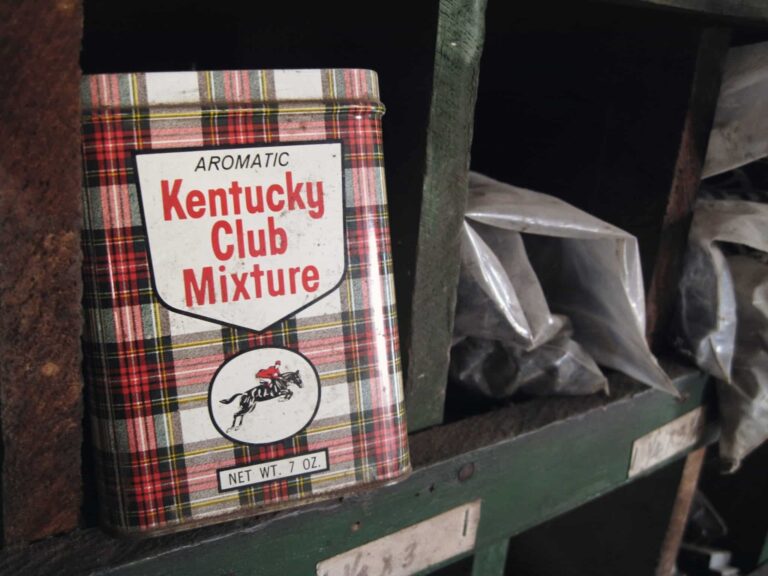 AROMATIC
Kentucky
Club
Mixture
NET WT. 7 OZ.